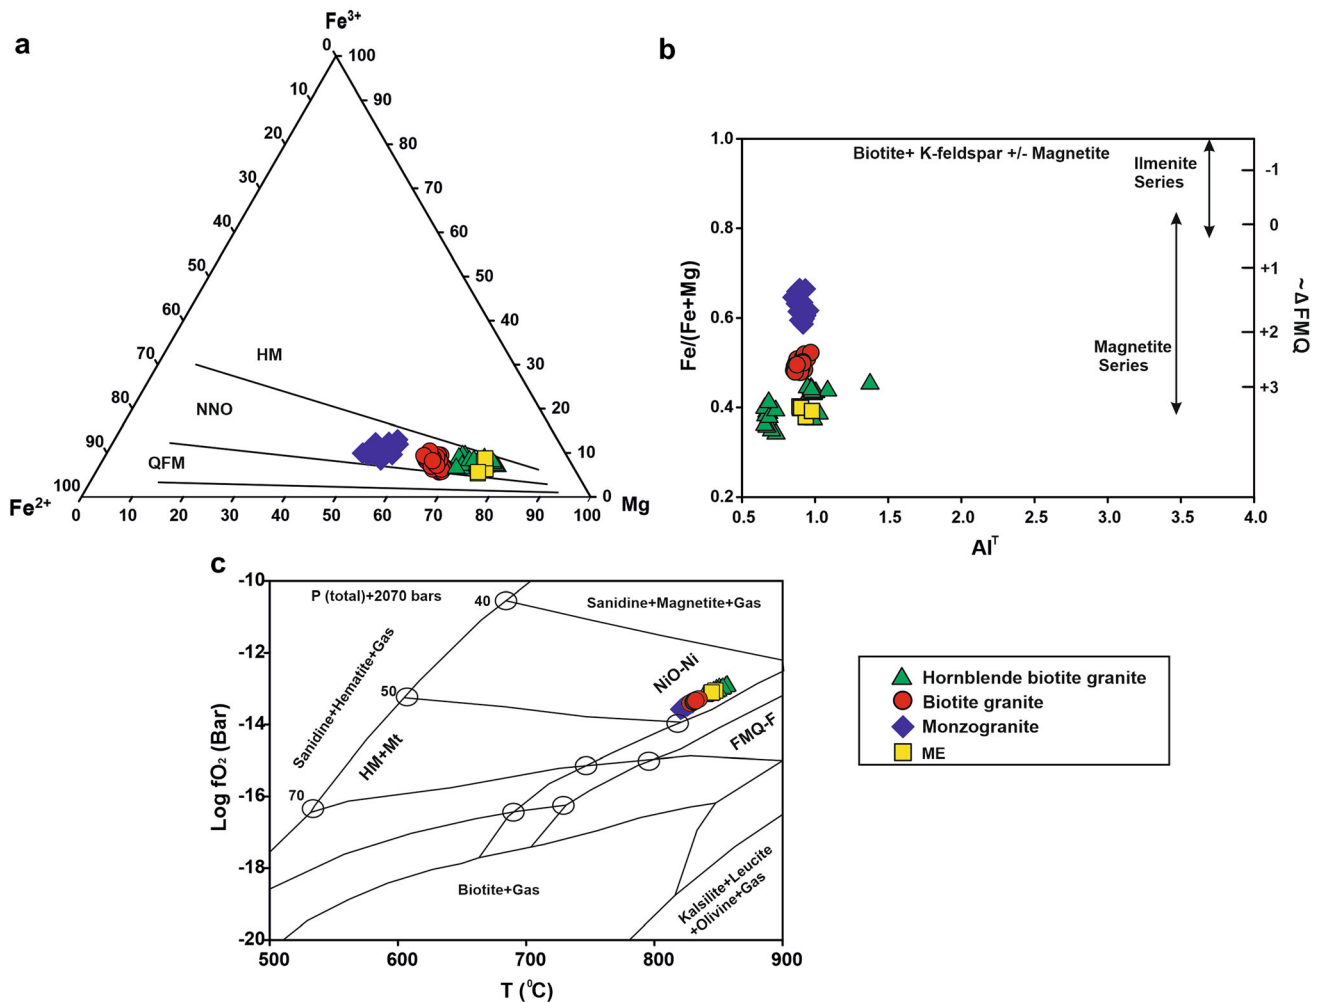 a
Fe3+
0
100
10
90
20
80
30
70
40
60
50
50
60
40
70
30
80
20
90
10
100
0
HM
NNO
QFM
Fe2+
Mg
0
10
20
30
40
50
60
70
80
90
100
b
1.0
0.8
0.6
0.4
0.2
Fe/(Fe+Mg)
Biotite+ K-feldspar +/- Magnetite
Ilmenite
Series
Magnetite
Series
-1
0
+1
+2
+3
~ Δ FMQ
0.5
1.0
1.5
2.0
2.5
3.0
3.5
4.0
AlT
c
-10
-12
-14
-16
-18
-20
Log fO2 (Bar)
P (total)+2070 bars
40
Sanidine+Magnetite+Gas
Sanidine+Hematite+Gas
50
NiO-Ni
HM+Mt
FMQ-F
70
Biotite+Gas
Kalsilite+Leucite
+Olivine+Gas
500
600
700
800
900
T (0C)
Hornblende biotite granite
Biotite granite
Monzogranite
ME